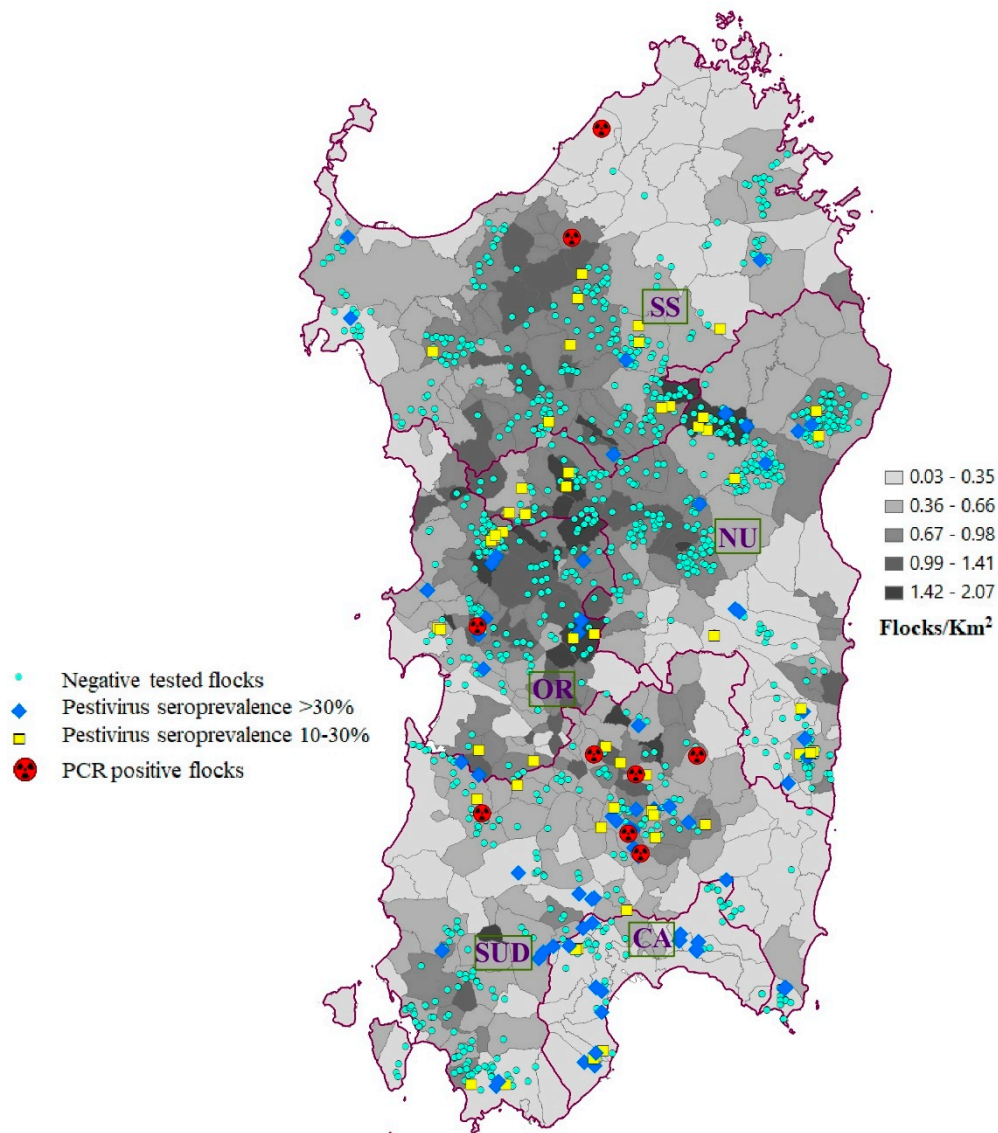 SS
0.03 - 0.35
0.36 - 0.66
0.67 - 0.98
0.99 - 1.41
1.42 - 2.07
Flocks/Km²
NU
Negative tested flocks
Pestivirus seroprevalence >30%
Pestivirus seroprevalence 10-30%
PCR positive flocks
OR
SUD
CA